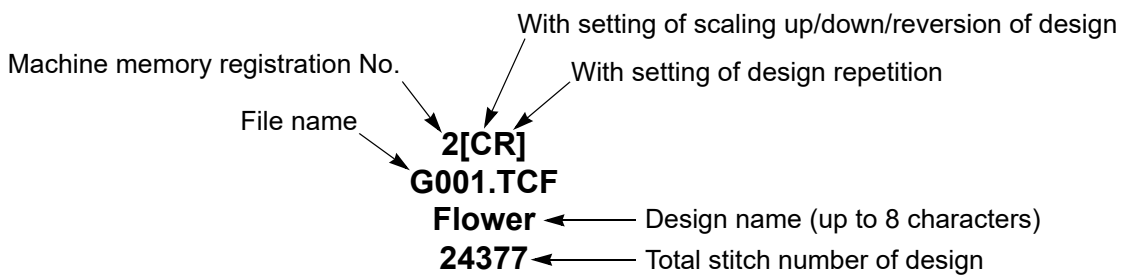 With setting of scaling up/down/reversion of design
Machine memory registration No.
With setting of design repetition
File name
2[CR]
G001.TCF
Flower
Design name (up to 8 characters)
24377
Total stitch number of design